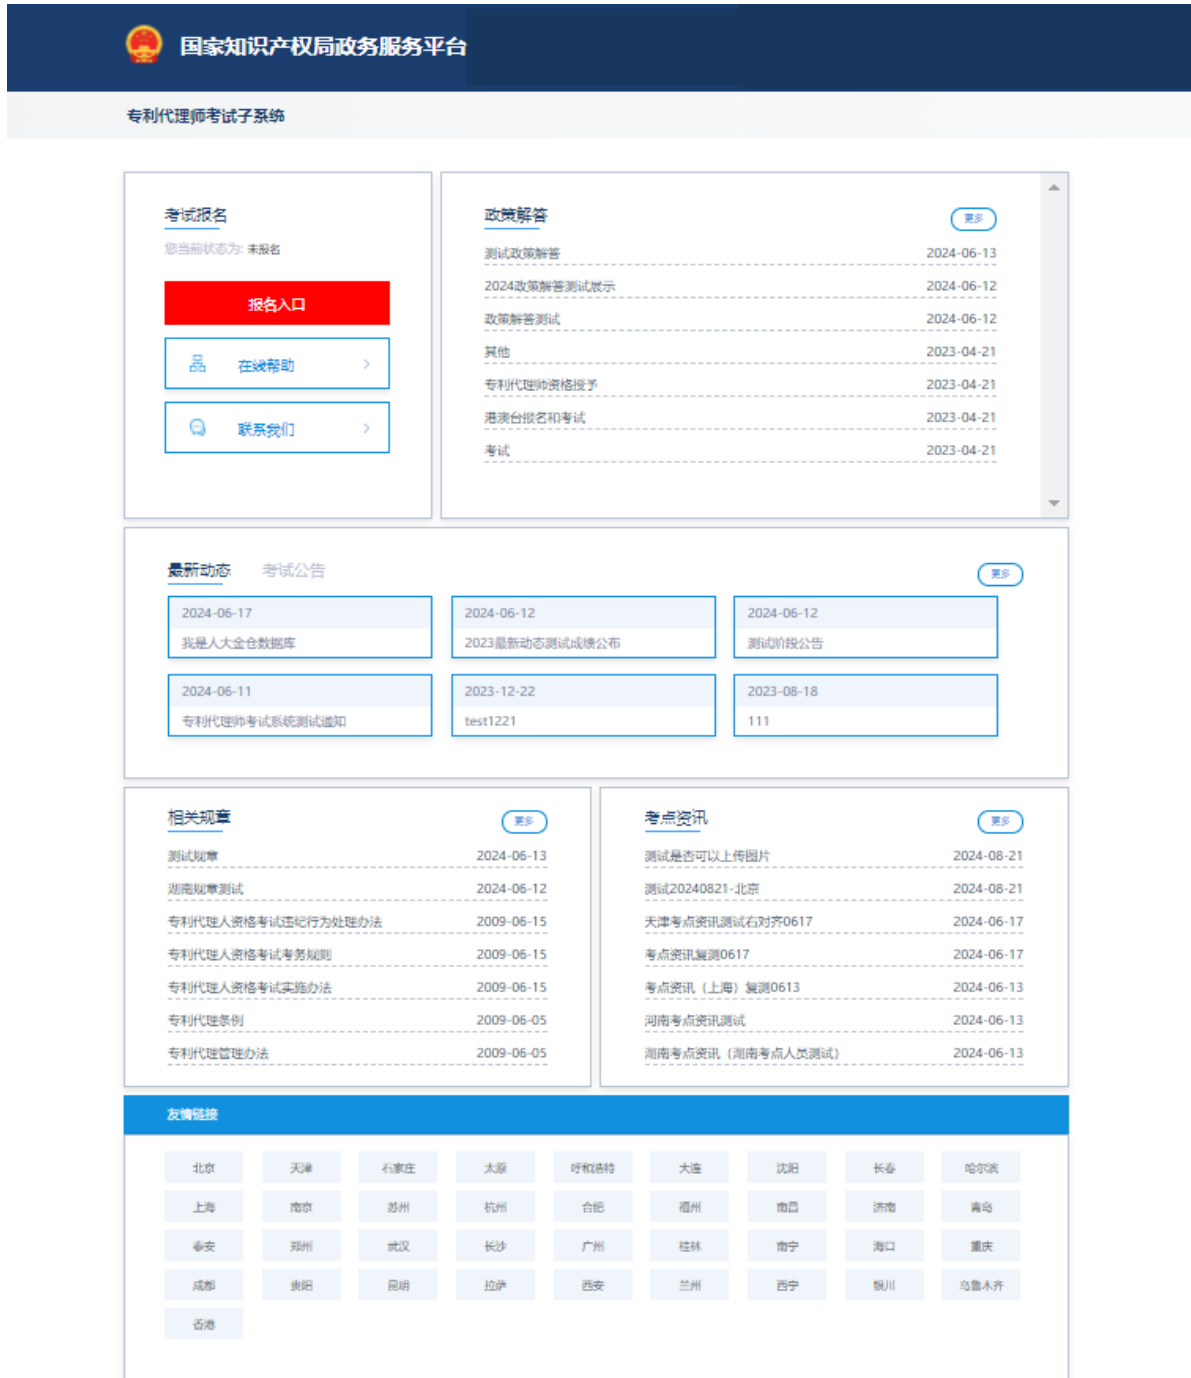 国家知识产权局政务服务平台
专利代理师考试子系统
考试报名
您当前状态为: 未报名
报名入口
在线帮助
联系我们
政策解答 更多
测试政策解答 2024-06-13
2024政策解答测试展示 2024-06-12
政策解答测试 2024-06-12
其他 2023-04-21
专利代理师资格授予 2023-04-21
港澳台报名和考试 2023-04-21
考试 2023-04-21
最新动态 考试公告 更多
2024-06-17 2024-06-12 2024-06-12
我是人大金仓数据库 2023最新动态测试成绩公布 测试阶段公告
2024-06-11 2023-12-22 2023-08-18
专利代理师考试系统测试通知 test1221 111
相关规章 更多
测试规章 2024-06-13
湖南规章测试 2024-06-12
专利代理人资格考试违纪行为处理办法 2009-06-15
专利代理人资格考试考务规则 2009-06-15
专利代理人资格考试实施办法 2009-06-15
专利代理条例 2009-06-05
专利代理管理办法 2009-06-05
考点资讯 更多
测试是否可以上传图片 2024-08-21
测试20240821-北京 2024-08-21
天津考点资讯测试右对齐0617 2024-06-17
考点资讯复测0617 2024-06-17
考点资讯（上海）复测0613 2024-06-13
河南考点资讯测试 2024-06-13
湖南考点资讯（湖南考点人员测试） 2024-06-13
友情链接
北京 天津 石家庄 太原 呼和浩特 大连 沈阳 长春 哈尔滨
上海 南京 苏州 杭州 合肥 福州 南昌 济南 青岛
泰安 郑州 武汉 长沙 广州 桂林 南宁 海口 重庆
成都 贵阳 昆明 拉萨 西安 兰州 西宁 银川 乌鲁木齐
香港